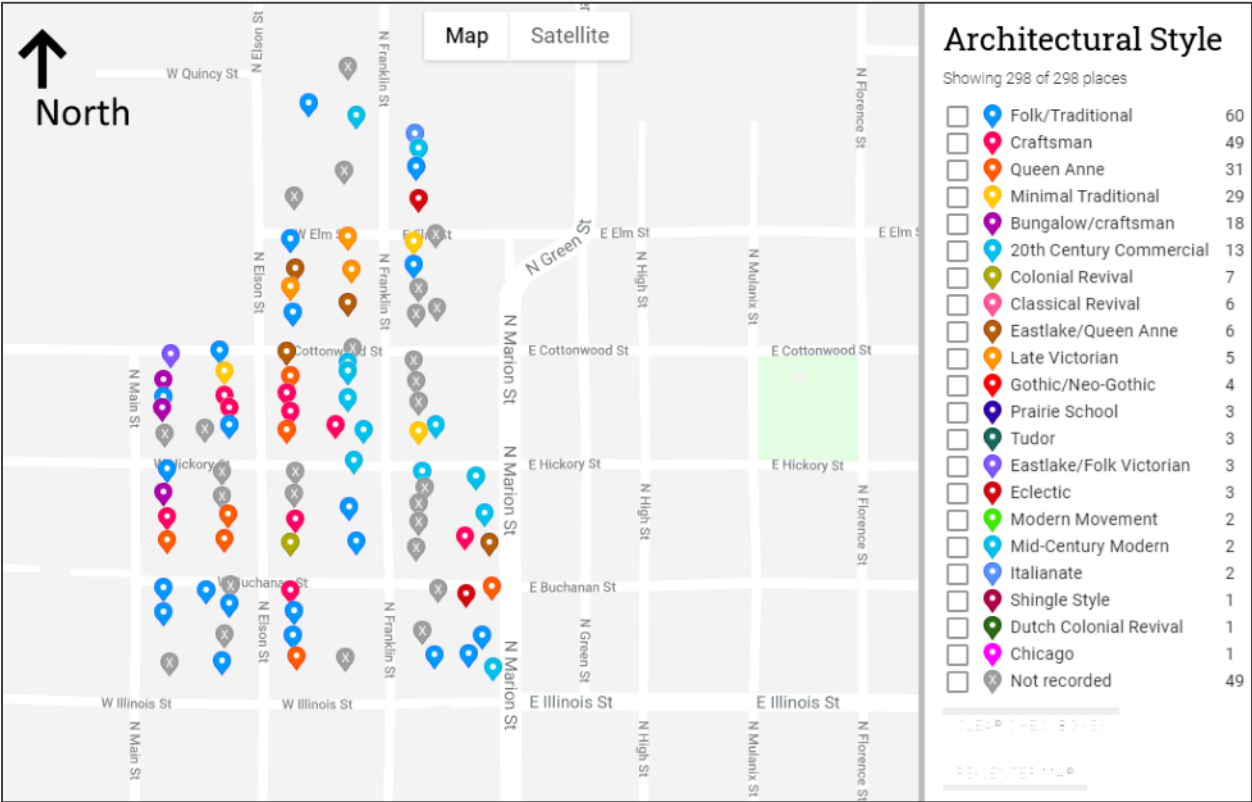 North
Map
Satellite
W Quincy St
N Elson St
N Franklin St
N Florence St
W Elm S
E Elm St
E Elm St
E Elm S
N Green St
N Elson St
N Franklin St
N High St
N Mulanix St
Cottonwood St
E Cottonwood St
E Cottonwood St
N Main St
N Marion St
W Hickory St
E Hickory St
E Hickory St
N Marion St
N High St
N Florence St
W Buchanan St
E Buchanan St
N Elson St
N Franklin St
N Green St
N Marion St
W Illinois St
W Illinois St
E Illinois St
E Illinois St
N Main St
N High St
N Mulanix St
N Florence St
Architectural Style
Showing 298 of 298 places
Folk/Traditional 60
Craftsman 49
Queen Anne 31
Minimal Traditional 29
Bungalow/craftsman 18
20th Century Commercial 13
Colonial Revival 7
Classical Revival 6
Eastlake/Queen Anne 6
Late Victorian 5
Gothic/Neo-Gothic 4
Prairie School 3
Tudor 3
Eastlake/Folk Victorian 3
Eclectic 3
Modern Movement 2
Mid-Century Modern 2
Italianate 2
Shingle Style 1
Dutch Colonial Revival 1
Chicago 1
Not recorded 49